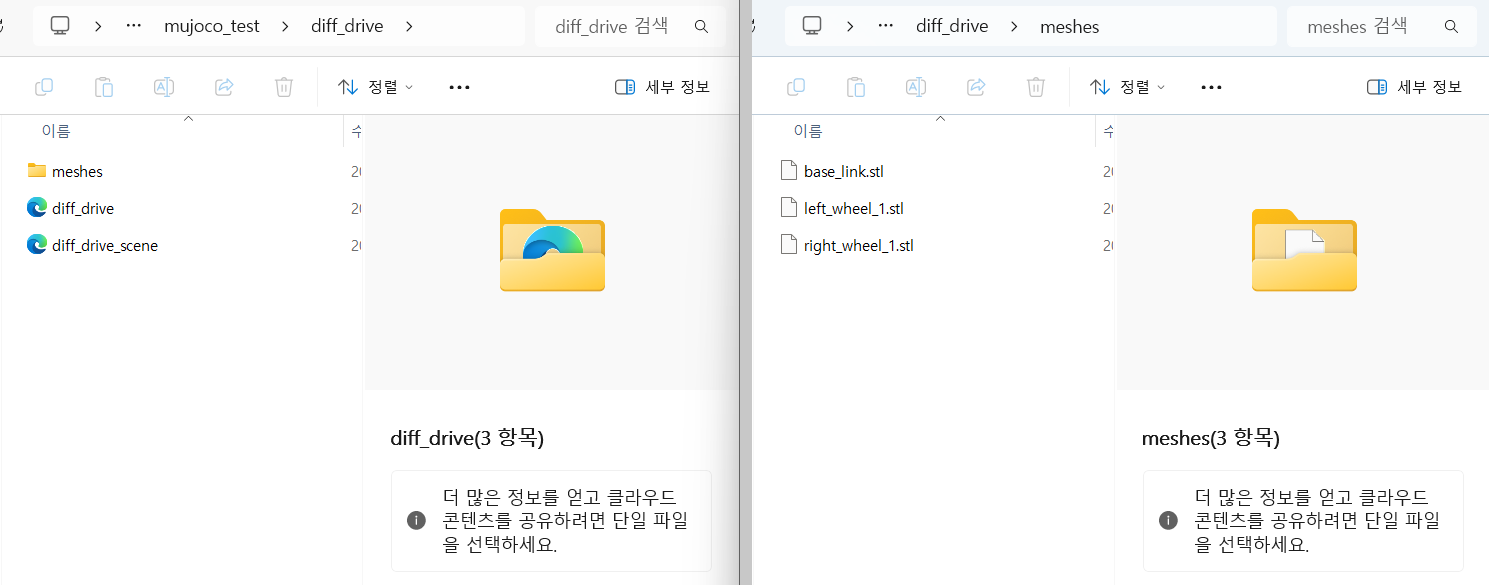 mujoco_test
diff_drive
diff_drive 검색
정렬
세부 정보
이름
meshes
diff_drive
diff_drive_scene
diff_drive(3 항목)
더 많은 정보를 얻고 클라우드
콘텐츠를 공유하려면 단일 파일
을 선택하세요.
diff_drive
meshes
meshes 검색
정렬
세부 정보
이름
base_link.stl
left_wheel_1.stl
right_wheel_1.stl
meshes(3 항목)
더 많은 정보를 얻고 클라우드
콘텐츠를 공유하려면 단일 파일
을 선택하세요.